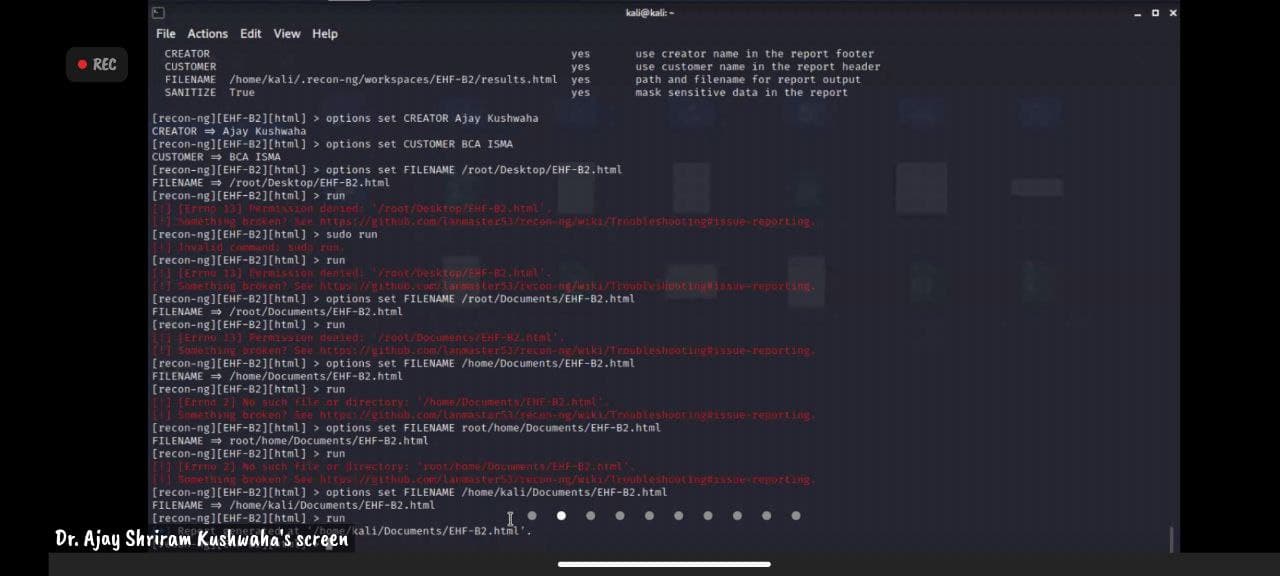 kali@kali: ~
File Actions Edit View Help
REC
CREATOR yes use creator name in the report footer
CUSTOMER yes use customer name in the report header
FILENAME /home/kali/.recon-ng/workspaces/EHF-B2/results.html yes path and filename for report output
SANITIZE True yes mask sensitive data in the report
[recon-ng][EHF-B2][html] > options set CREATOR Ajay Kushwaha
CREATOR ⇒ Ajay Kushwaha
[recon-ng][EHF-B2][html] > options set CUSTOMER BCA ISMA
CUSTOMER ⇒ BCA ISMA
[recon-ng][EHF-B2][html] > options set FILENAME /root/Desktop/EHF-B2.html
FILENAME ⇒ /root/Desktop/EHF-B2.html
[recon-ng][EHF-B2][html] > run
[!] [Errno 13] Permission denied: '/root/Desktop/EHF-B2.html'.
[!] Something broken? See https://github.com/lanmaster53/recon-ng/wiki/Troubleshooting#issue-reporting.
[recon-ng][EHF-B2][html] > sudo run
[!] Invalid command: sudo run.
[recon-ng][EHF-B2][html] > run
[!] [Errno 13] Permission denied: '/root/Desktop/EHF-B2.html'.
[!] Something broken? See https://github.com/lanmaster53/recon-ng/wiki/Troubleshooting#issue-reporting.
[recon-ng][EHF-B2][html] > options set FILENAME /root/Documents/EHF-B2.html
FILENAME ⇒ /root/Documents/EHF-B2.html
[recon-ng][EHF-B2][html] > run
[!] [Errno 13] Permission denied: '/root/Documents/EHF-B2.html'.
[!] Something broken? See https://github.com/lanmaster53/recon-ng/wiki/Troubleshooting#issue-reporting.
[recon-ng][EHF-B2][html] > options set FILENAME /home/Documents/EHF-B2.html
FILENAME ⇒ /home/Documents/EHF-B2.html
[recon-ng][EHF-B2][html] > run
[!] [Errno 2] No such file or directory: '/home/Documents/EHF-B2.html'.
[!] Something broken? See https://github.com/lanmaster53/recon-ng/wiki/Troubleshooting#issue-reporting.
[recon-ng][EHF-B2][html] > options set FILENAME root/home/Documents/EHF-B2.html
FILENAME ⇒ root/home/Documents/EHF-B2.html
[recon-ng][EHF-B2][html] > run
[!] [Errno 2] No such file or directory: 'root/home/Documents/EHF-B2.html'.
[!] Something broken? See https://github.com/lanmaster53/recon-ng/wiki/Troubleshooting#issue-reporting.
[recon-ng][EHF-B2][html] > options set FILENAME /home/kali/Documents/EHF-B2.html
FILENAME ⇒ /home/kali/Documents/EHF-B2.html
[recon-ng][EHF-B2][html] > run
Report generated at '/home/kali/Documents/EHF-B2.html'.
Dr. Ajay Shriram Kushwaha's screen